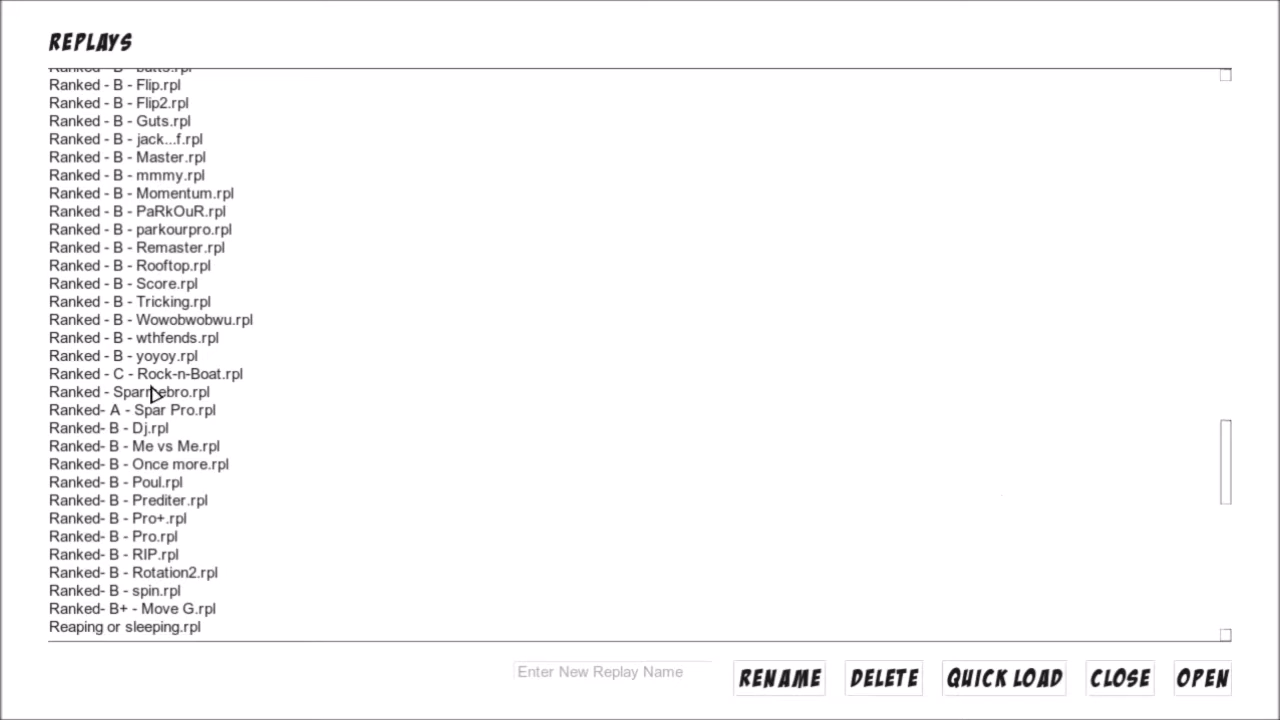 REPLAYS
Ranked - B - butts.rpl
Ranked - B - Flip.rpl
Ranked - B - Flip2.rpl
Ranked - B - Guts.rpl
Ranked - B - jack...f.rpl
Ranked - B - Master.rpl
Ranked - B - mmmy.rpl
Ranked - B - Momentum.rpl
Ranked - B - PaRkOuR.rpl
Ranked - B - parkourpro.rpl
Ranked - B - Remaster.rpl
Ranked - B - Rooftop.rpl
Ranked - B - Score.rpl
Ranked - B - Tricking.rpl
Ranked - B - Wowobwobwu.rpl
Ranked - B - wthfends.rpl
Ranked - B - yoyoy.rpl
Ranked - C - Rock-n-Boat.rpl
Ranked -
Ranked- A - Spar Pro.rpl
Ranked- B - Dj.rpl
Ranked- B - Me vs Me.rpl
Ranked- B - Once more.rpl
Ranked- B - Poul.rpl
Ranked- B - Prediter.rpl
Ranked- B - Pro+.rpl
Ranked- B - Pro.rpl
Ranked- B - RIP.rpl
Ranked- B - Rotation2.rpl
Ranked- B - spin.rpl
Ranked- B+ - Move G.rpl
Reaping or sleeping.rpl
Enter New Replay Name RENAME DELETE QUICK LOAD CLOSE OPEN